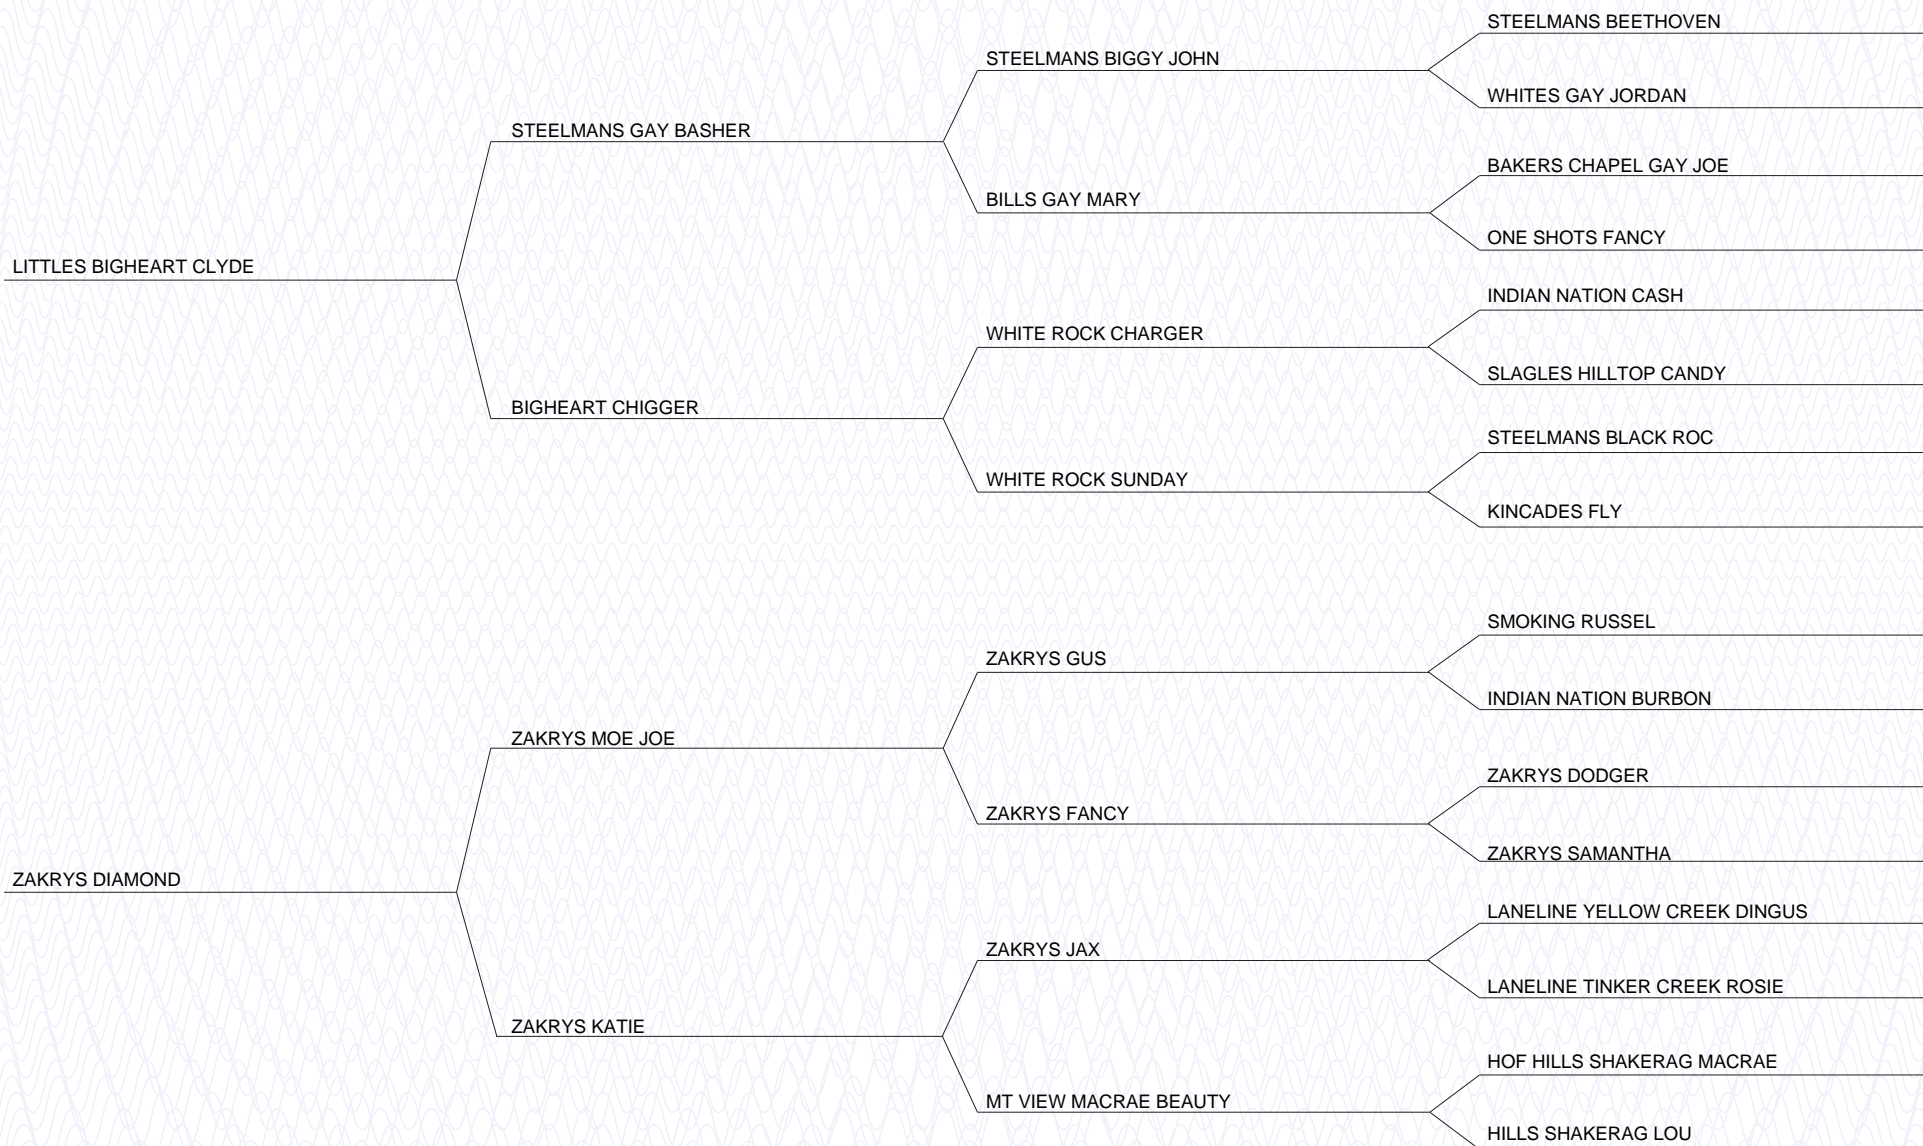 STEELMANS BEETHOVEN
STEELMANS BIGGY JOHN
WHITES GAY JORDAN
STEELMANS GAY BASHER
BAKERS CHAPEL GAY JOE
BILLS GAY MARY
ONE SHOTS FANCY
LITTLES BIGHEART CLYDE
INDIAN NATION CASH
WHITE ROCK CHARGER
SLAGLES HILLTOP CANDY
BIGHEART CHIGGER
STEELMANS BLACK ROC
WHITE ROCK SUNDAY
KINCADES FLY
SMOKING RUSSEL
ZAKRYS GUS
INDIAN NATION BURBON
ZAKRYS MOE JOE
ZAKRYS DODGER
ZAKRYS FANCY
ZAKRYS SAMANTHA
ZAKRYS DIAMOND
LANELINE YELLOW CREEK DINGUS
ZAKRYS JAX
LANELINE TINKER CREEK ROSIE
ZAKRYS KATIE
HOF HILLS SHAKERAG MACRAE
MT VIEW MACRAE BEAUTY
HILLS SHAKERAG LOU